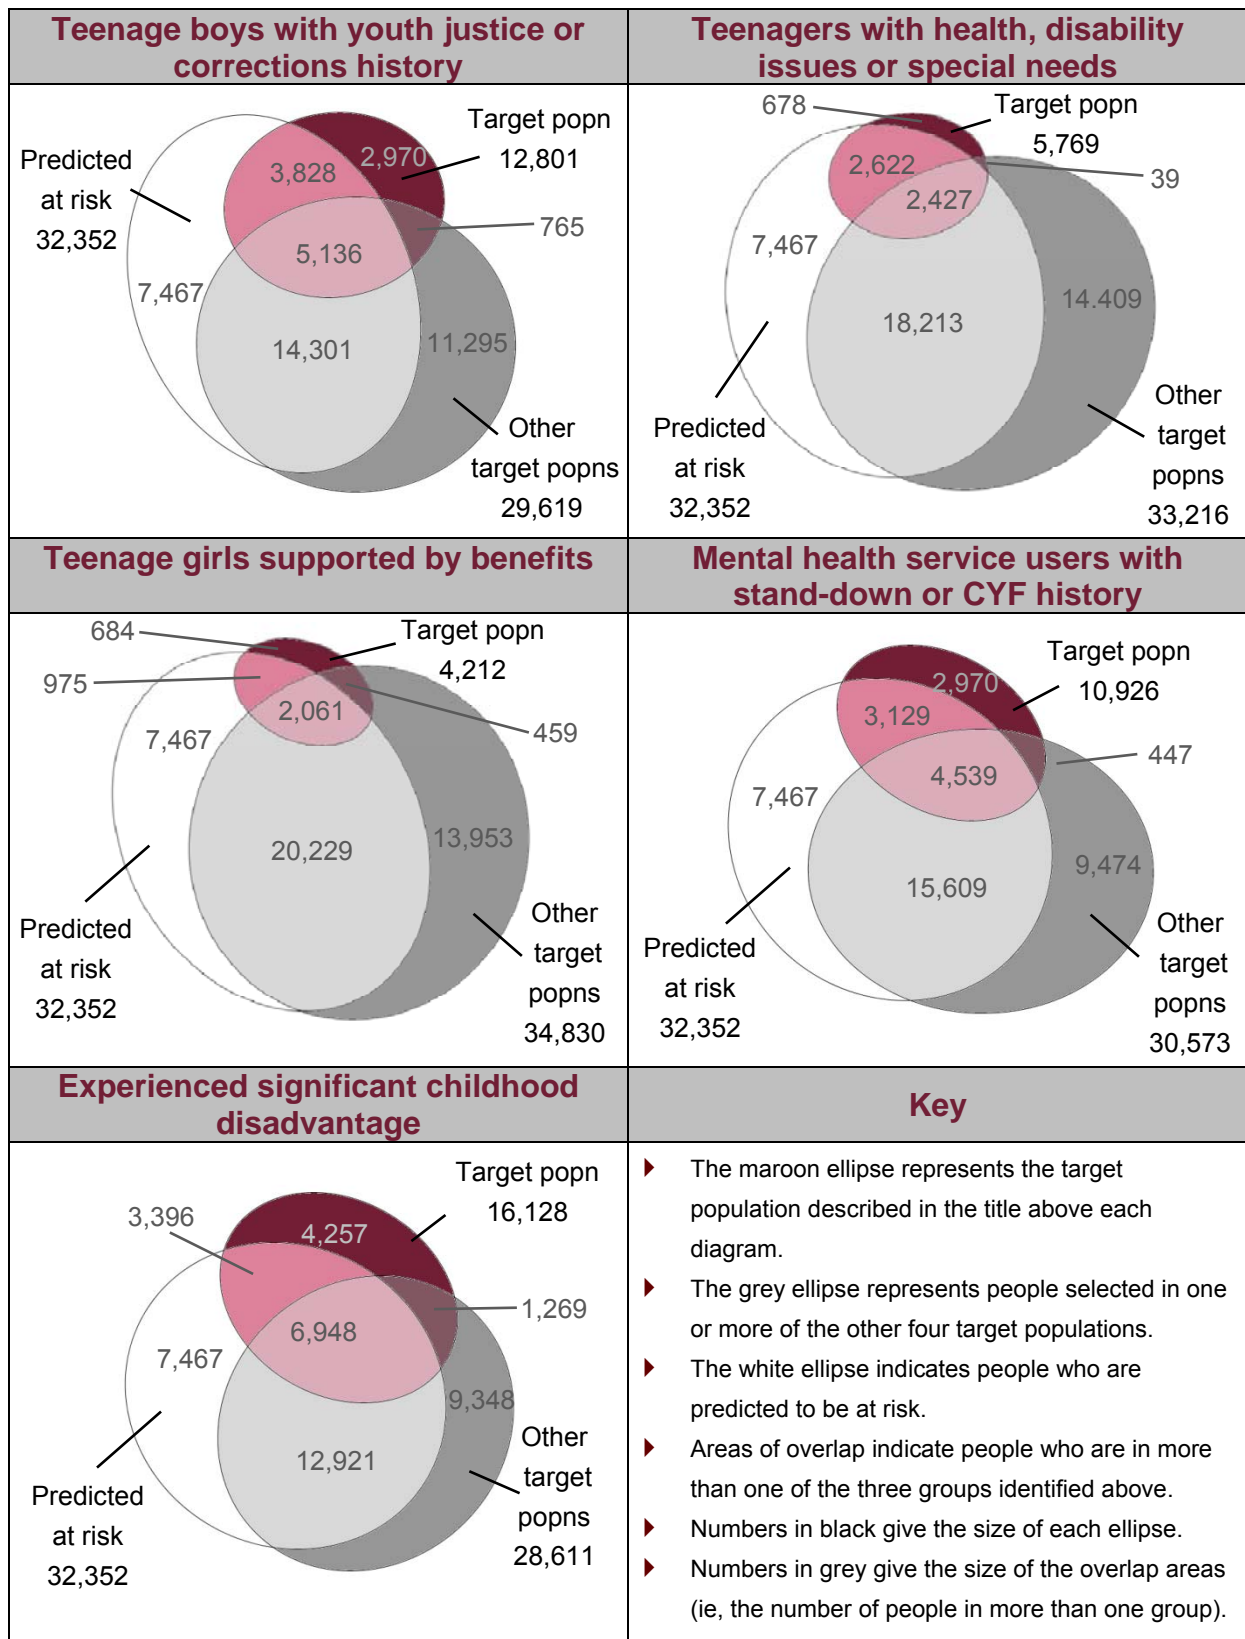 Teenage boys with youth justice or
corrections history
Predicted
at risk
32,352
Target popn
12,801
2,970
3,828
765
5,136
7,467
14,301
11,295
Other
target popns
29,619
Teenagers with health, disability
issues or special needs
678
Target popn
5,769
2,622
39
2,427
7,467
14.409
18,213
Predicted
at risk
32,352
Other
target
popns
33,216
Teenage girls supported by benefits
684
Target popn
4,212
975
2,061
459
7,467
13,953
20,229
Predicted
at risk
32,352
Other
target
popns
34,830
Mental health service users with
stand-down or CYF history
Target popn
10,926
2,970
3,129
447
4,539
7,467
9,474
15,609
Predicted
at risk
32,352
Other
target
popns
30,573
Experienced significant childhood
disadvantage
Target popn
16,128
3,396
4,257
1,269
6,948
7,467
9,348
12,921
Predicted
at risk
32,352
Other
target
popns
28,611
Key
The maroon ellipse represents the target
population described in the title above each
diagram.
The grey ellipse represents people selected in one
or more of the other four target populations.
The white ellipse indicates people who are
predicted to be at risk.
Areas of overlap indicate people who are in more
than one of the three groups identified above.
Numbers in black give the size of each ellipse.
Numbers in grey give the size of the overlap areas
(ie, the number of people in more than one group).